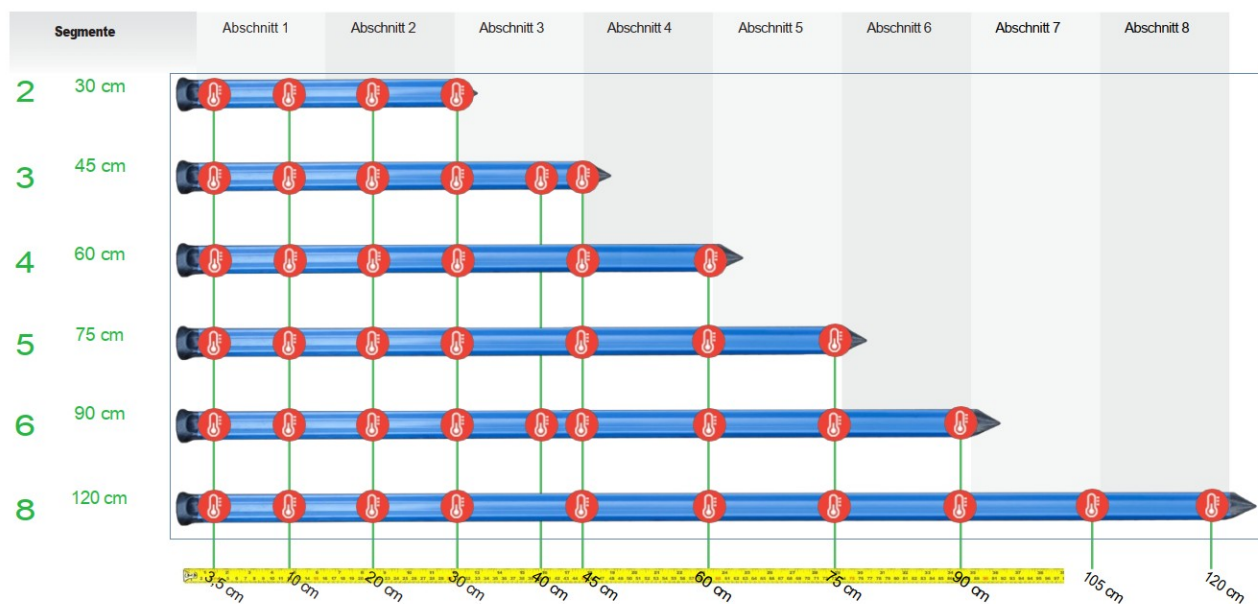 Segmente Abschnitt 1 Abschnitt 2 Abschnitt 3 Abschnitt 4 Abschnitt 5 Abschnitt 6 Abschnitt 7 Abschnitt 8
2 30 cm
3 45 cm
4 60 cm
5 75 cm
6 90 cm
8 120 cm
3,5 cm 10 cm 20 cm 30 cm 40 cm 45 cm 60 cm 75 cm 90 cm 105 cm 120 cm